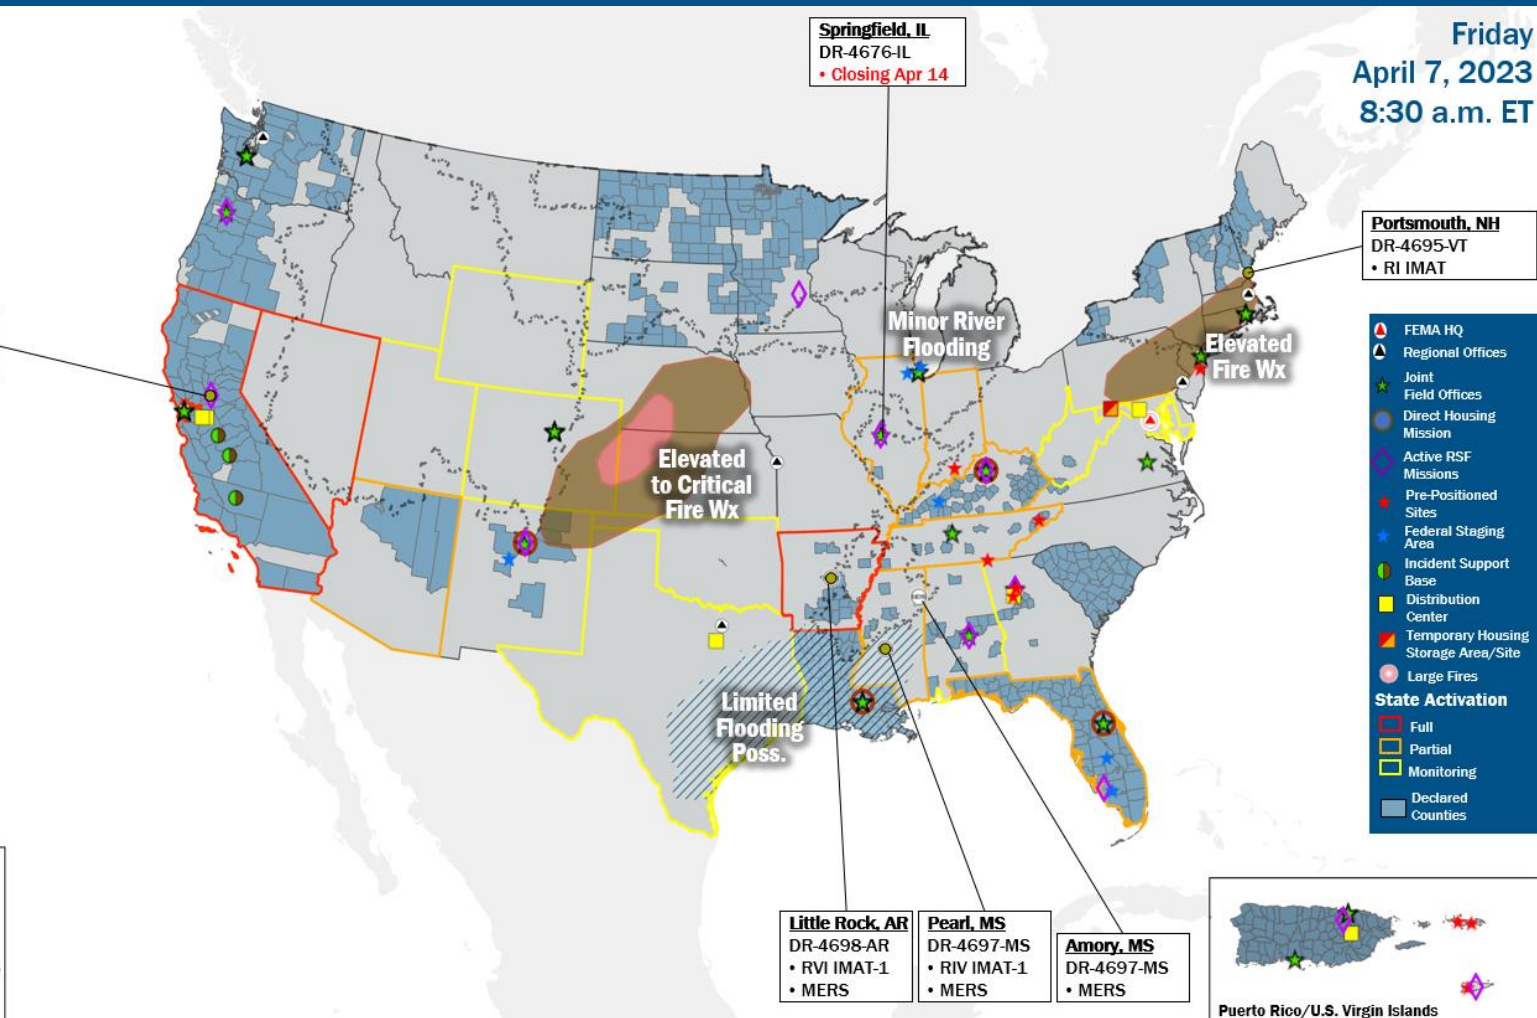 Friday
April 7, 2023
8:30 a.m. ET
Springfield, IL
DR-4676-IL
• Closing Apr 14
Portsmouth, NH
DR-4695-VT
• RI IMAT
Minor River
Flooding
Elevated
Fire Wx
Elevated
to Critical
Fire Wx
Limited
Flooding
Poss.
FEMA HQ
Regional Offices
Joint
Field Offices
Direct Housing
Mission
Active RSF
Missions
Pre-Positioned
Sites
Federal Staging
Area
Incident Support
Base
Distribution
Center
Temporary Housing
Storage Area/Site
Large Fires
State Activation
Full
Partial
Monitoring
Declared
Counties
Little Rock, AR
DR-4698-AR
• RVI IMAT-1
• MERS
Pearl, MS
DR-4697-MS
• RIV IMAT-1
• MERS
Amory, MS
DR-4697-MS
• MERS
Puerto Rico/U.S. Virgin Islands